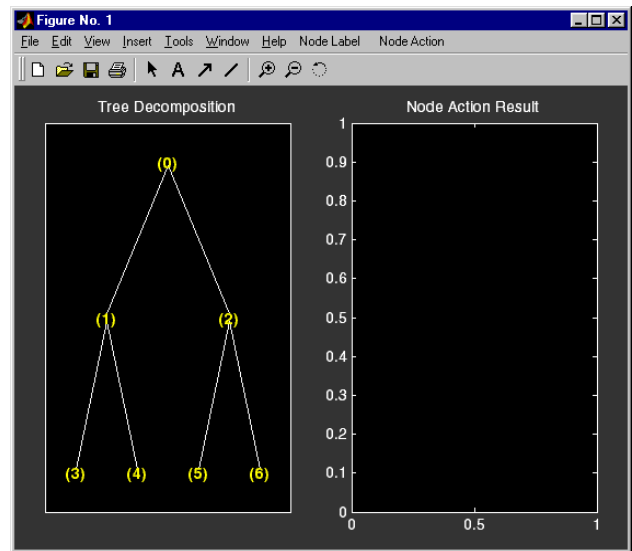 Figure No. 1
File Edit View Insert Tools Window Help Node Label Node Action
A
Tree Decomposition
(0)
(1) (2)
(3) (4) (5) (6)
Node Action Result
1
0.9
0.8
0.7
0.6
0.5
0.4
0.3
0.2
0.1
0
0 0.5 1